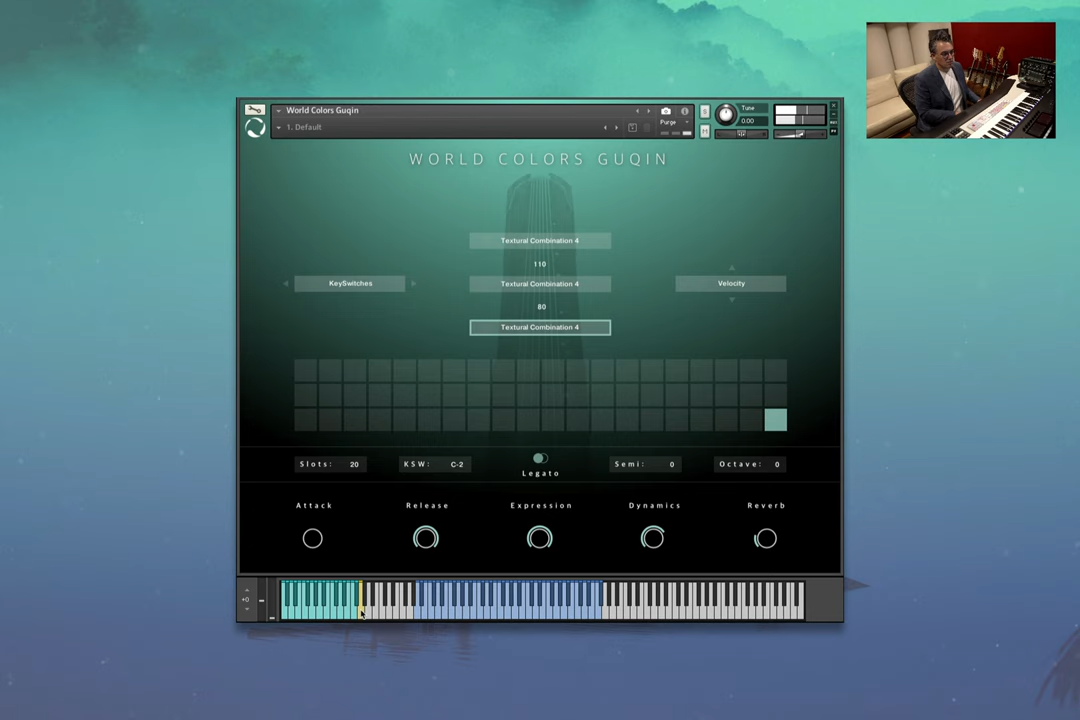 World Colors Guqin
1. Default
Purge
S
M
Tune
0.00
WORLD COLORS GUQIN
Textural Combination 4
110
KeySwitches
Textural Combination 4
Velocity
80
Textural Combination 4
Slots: 20
KSW: C-2
Legato
Semi: 0
Octave: 0
Attack
Release
Expression
Dynamics
Reverb
+0